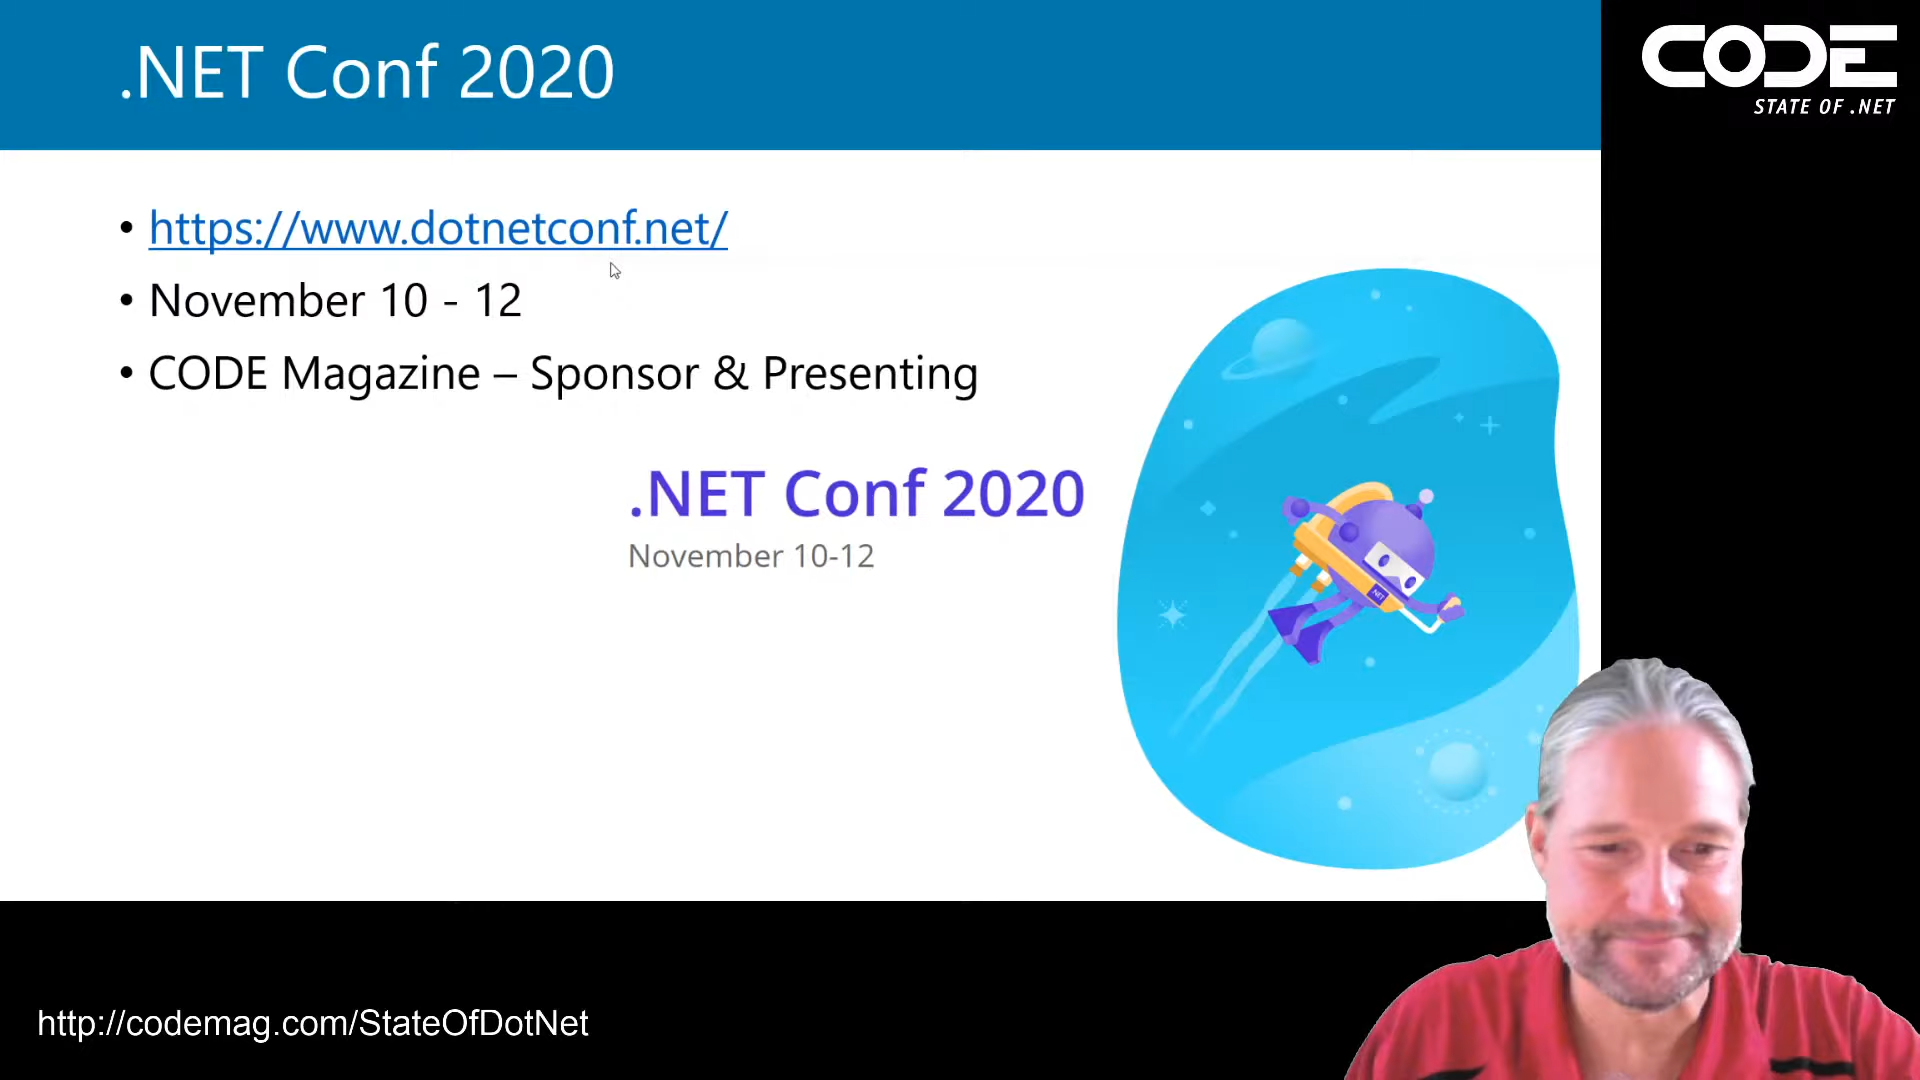 .NET Conf 2020
CODE
STATE OF .NET
• https://www.dotnetconf.net/
• November 10 - 12
• CODE Magazine – Sponsor & Presenting
.NET Conf 2020
November 10-12
.NET
http://codemag.com/StateOfDotNet